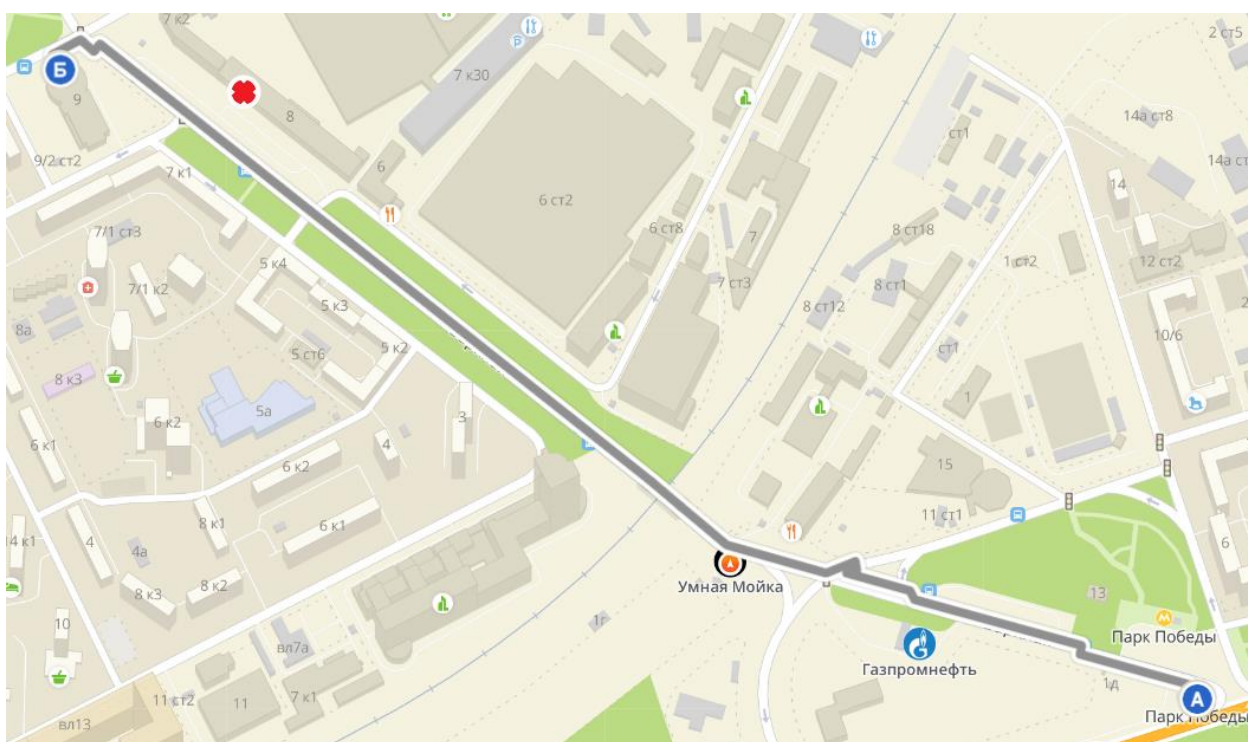 7 к2
2 ст5
Б
9
7 к30
P
8
14а ст8
ст1
9/2 ст2
7 к1
6
14а ст
14
6 ст2
7/1 ст3
6 ст8
7
8 ст18
5 к4
1 ст2
12 ст2
7/1 к2
5 к3
7 ст3
8 ст1
8 ст12
8а
5 ст6
5 к2
ст1
10/6
8 к3
5а
1
6 к2
3
6 к1
4
6 к2
15
8 к1
6 к1
11 ст1
14 к1
4
4а
6
Умная Мойка
8 к2
8 к3
13
М
10
1г
Парк Победы
вл7а
Газпромнефть
11 ст2
11
7 к1
1д
А
Парк Победы
вл13